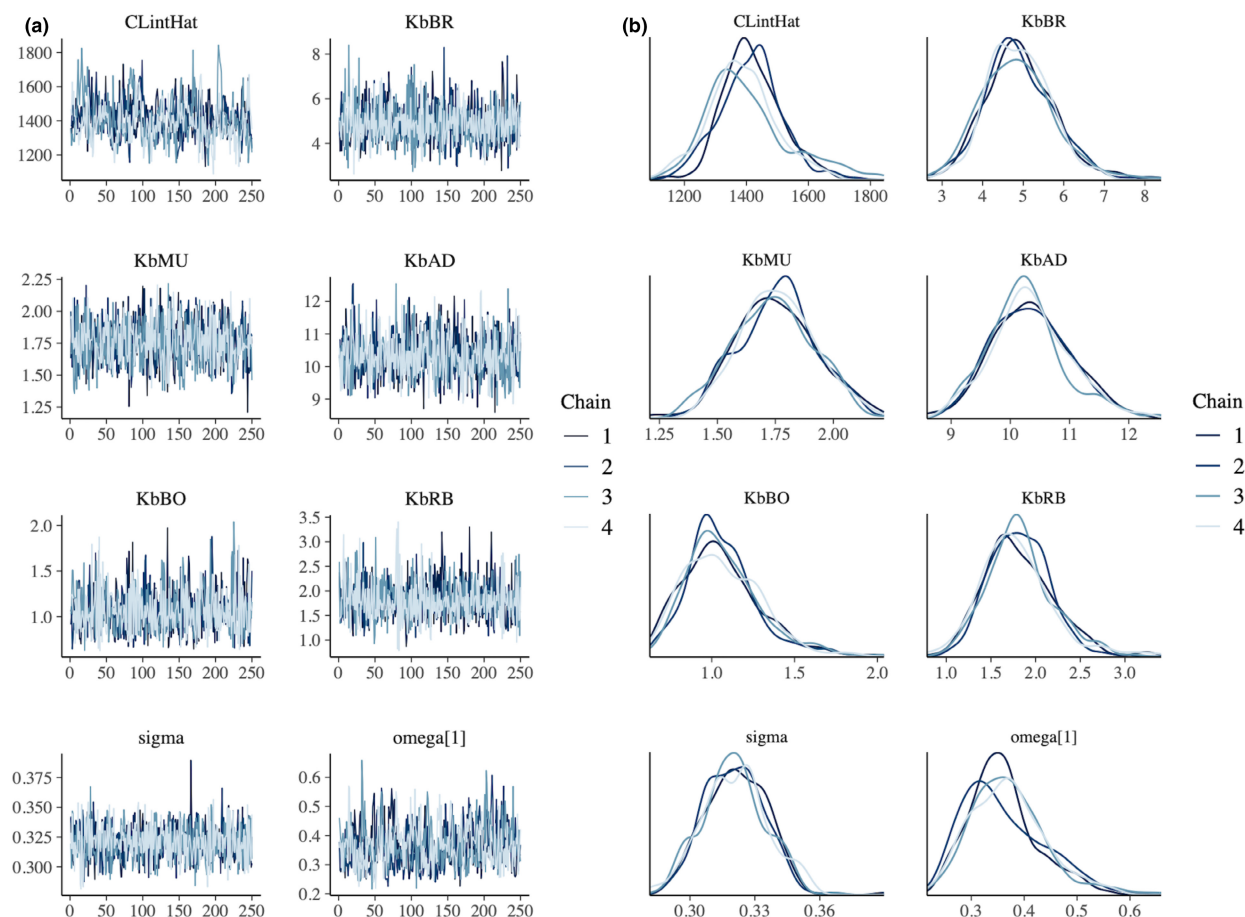 (a)
CLintHat
KbBR
1800
1600
1400
1200
0 50 100 150 200 250
8
6
4
0 50 100 150 200 250
KbMU
KbAD
2.25
2.00
1.75
1.50
1.25
0 50 100 150 200 250
12
11
10
9
0 50 100 150 200 250
KbBO
KbRB
2.0
1.5
1.0
0 50 100 150 200 250
3.5
3.0
2.5
2.0
1.5
1.0
0 50 100 150 200 250
sigma
omega[1]
0.375
0.350
0.325
0.300
0 50 100 150 200 250
0.6
0.5
0.4
0.3
0.2
0 50 100 150 200 250
Chain
1
2
3
4
(b)
CLintHat
KbBR
1200 1400 1600 1800
3 4 5 6 7 8
KbMU
KbAD
1.25 1.50 1.75 2.00
9 10 11 12
KbBO
KbRB
1.0 1.5 2.0
1.0 1.5 2.0 2.5 3.0
sigma
omega[1]
0.30 0.33 0.36
0.3 0.4 0.5 0.6
Chain
1
2
3
4